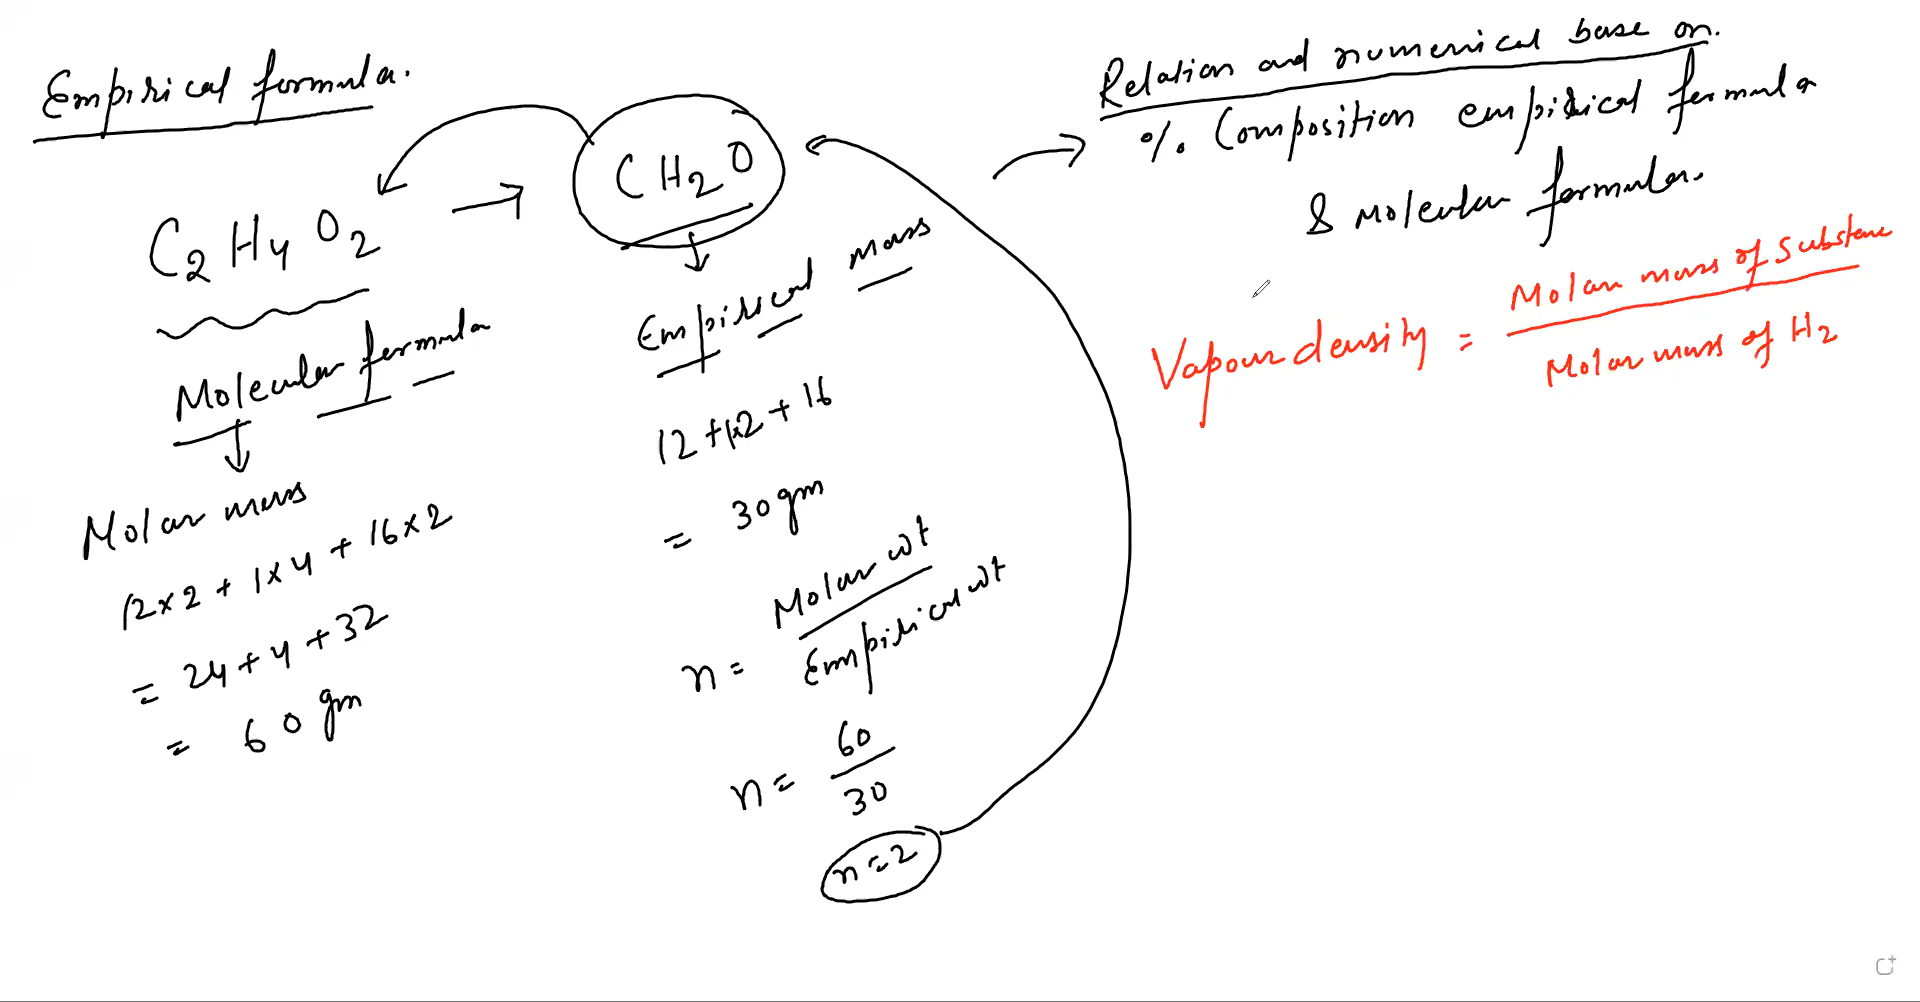 Empirical formula.
C2H4O2 → CH2O
Molecular formula
Molar mass
12×2 + 1×4 + 16×2
= 24 + 4 + 32
= 60 gm
Empirical mass
12 + 1×2 + 16
= 30 gm
n = Molar wt / Empirical wt
n = 60 / 30
n = 2
Relation and numerical base on.
% Composition empirical formula
& Molecular formula.
Vapour density = Molar mass of Substance / Molar mass of H2